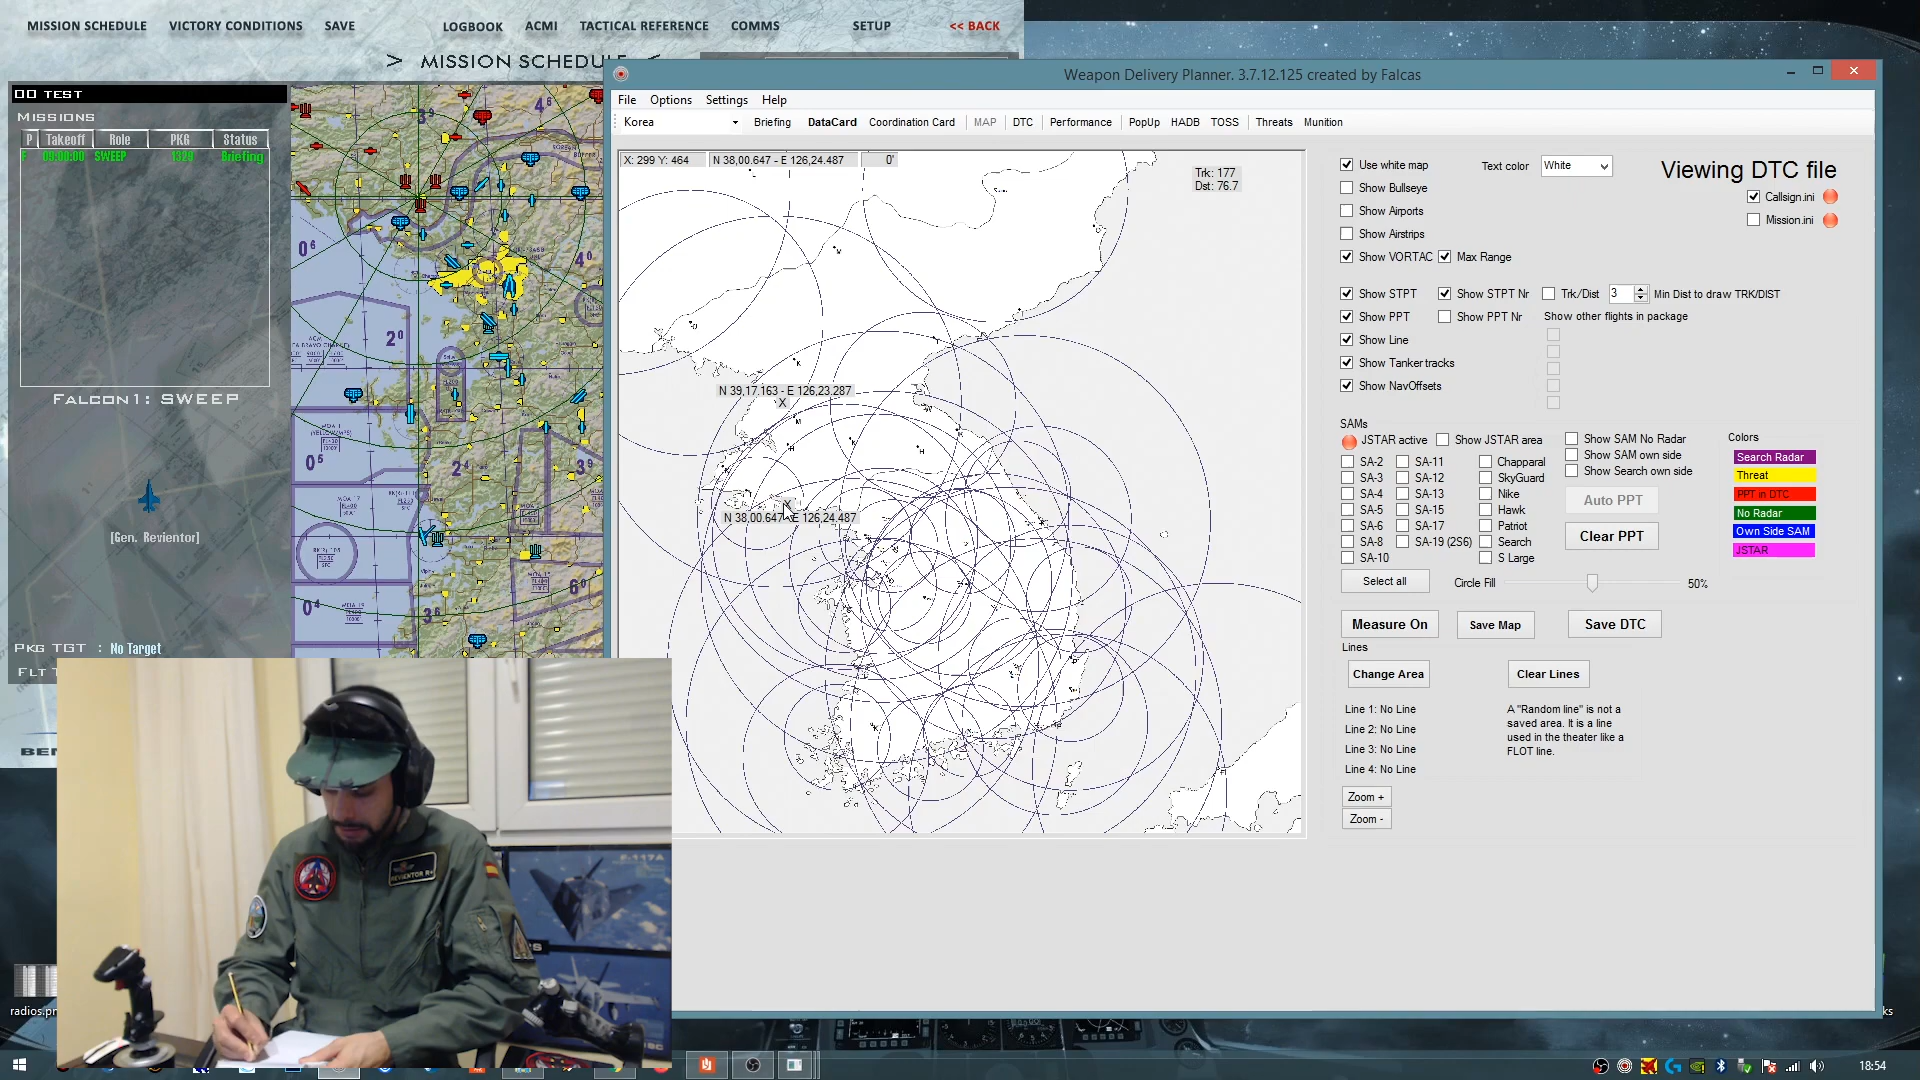 MISSION SCHEDULE VICTORY CONDITIONS SAVE LOGBOOK ACMI TACTICAL REFERENCE COMMS SETUP << BACK
> MISSION SCHEDULE <
00 TEST
MISSIONS
P Takeoff Role PKG Status
F 00:00:00 SWEEP 1320 Briefing
FALCON1: SWEEP
[Gen. Revientor]
PKG TGT : No Target
FLT T
Weapon Delivery Planner. 3.7.12.125 created by Falcas
File Options Settings Help
Korea Briefing DataCard Coordination Card MAP DTC Performance PopUp HADB TOSS Threats Munition
X: 299 Y: 464 N 38,00.647 - E 126,24.487 0'
Trk: 177
Dst: 76.7
N 39,17.163 - E 126,23.287
X
N 38,00.647 - E 126,24.487
Use white map Text color White
Viewing DTC file
Show Bullseye
Callsign.ini
Show Airports
Mission.ini
Show Airstrips
Show VORTAC Max Range
Show STPT Show STPT Nr Trk/Dist 3 Min Dist to draw TRK/DIST
Show PPT Show PPT Nr Show other flights in package
Show Line
Show Tanker tracks
Show NavOffsets
SAMs
JSTAR active Show JSTAR area Show SAM No Radar Colors
Show SAM own side
Show Search own side
SA-2 SA-11 Chapparal
SA-3 SA-12 SkyGuard
SA-4 SA-13 Nike
SA-5 SA-15 Hawk
SA-6 SA-17 Patriot
SA-8 SA-19 (2S6) Search
SA-10 S Large
Search Radar
Threat
PPT in DTC
No Radar
Own Side SAM
JSTAR
Auto PPT
Clear PPT
Select all Circle Fill 50%
Measure On Save Map Save DTC
Lines
Change Area Clear Lines
Line 1: No Line
Line 2: No Line
Line 3: No Line
Line 4: No Line
A "Random line" is not a
saved area. It is a line
used in the theater like a
FLOT line.
Zoom +
Zoom -
REVIENTOR R+
F-117A
18:54